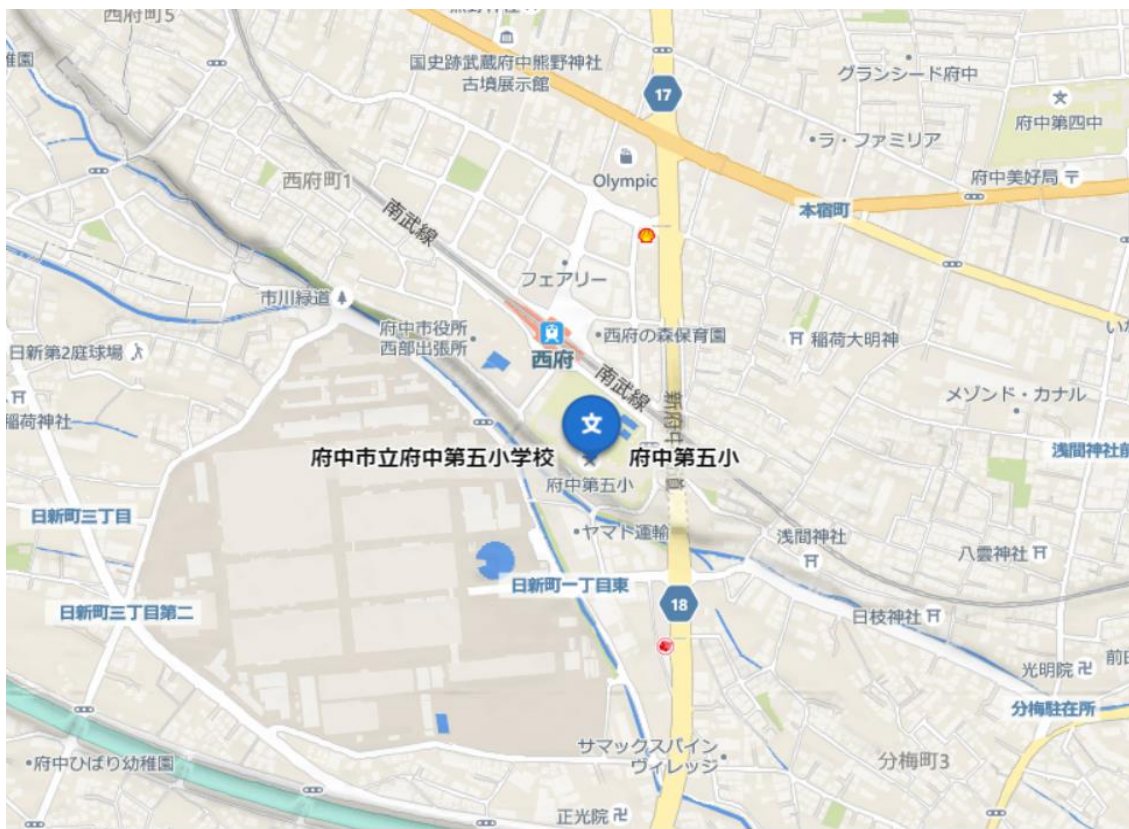 西府町5
国史跡武蔵府中熊野神社
古墳展示館
17
グランシード府中
府中第四中
ラ・ファミリア
Olympic
府中美好局
西府町1
本宿町
南武線
フェアリー
市川緑道
府中市役所
西部出張所
西府の森保育園
稲荷大明神
日新第2庭球場
西府
南武線
メゾンド・カナル
稲荷神社
新府中
道
浅間神社前
府中市立府中第五小学校
府中第五小
文
府中第五小
日新町三丁目
ヤマト運輸
浅間神社
八雲神社
日新町一丁目東
日新町三丁目第二
18
日枝神社
光明院
分梅駐在所
サマックスパイン
ヴィレッジ
府中ひばり幼稚園
分梅町3
正光院